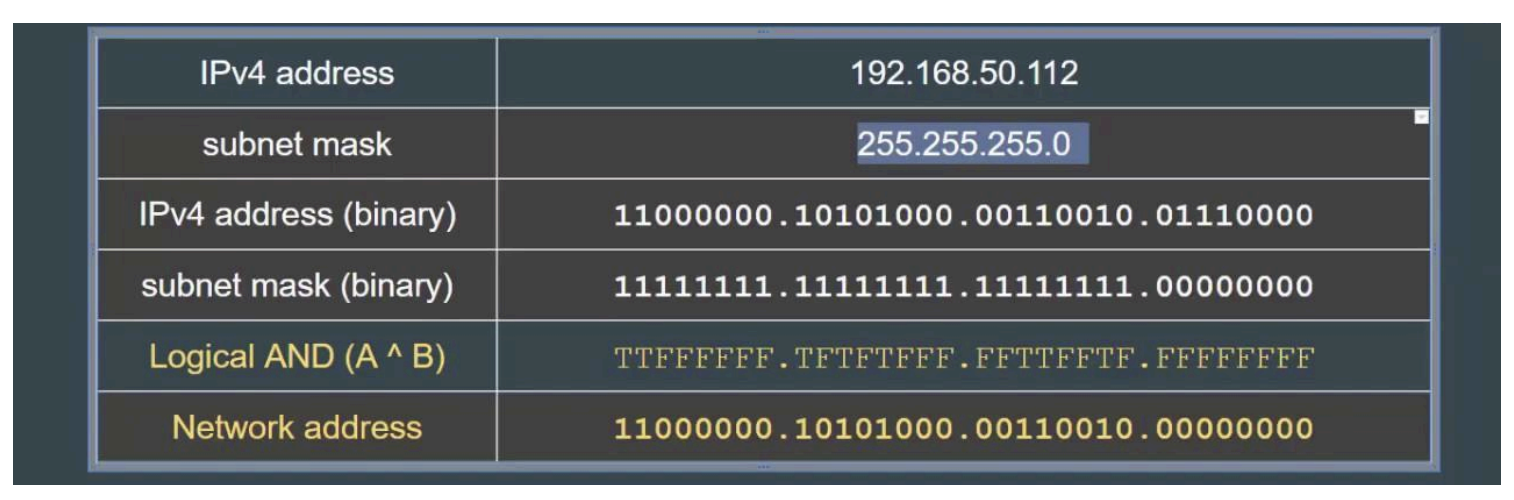 IPv4 address 192.168.50.112
subnet mask 255.255.255.0
IPv4 address (binary) 11000000.10101000.00110010.01110000
subnet mask (binary) 11111111.11111111.11111111.00000000
Logical AND (A ^ B) TTFFFFFF.TFTFTFFF.FFTTFFTF.FFFFFFFF
Network address 11000000.10101000.00110010.00000000